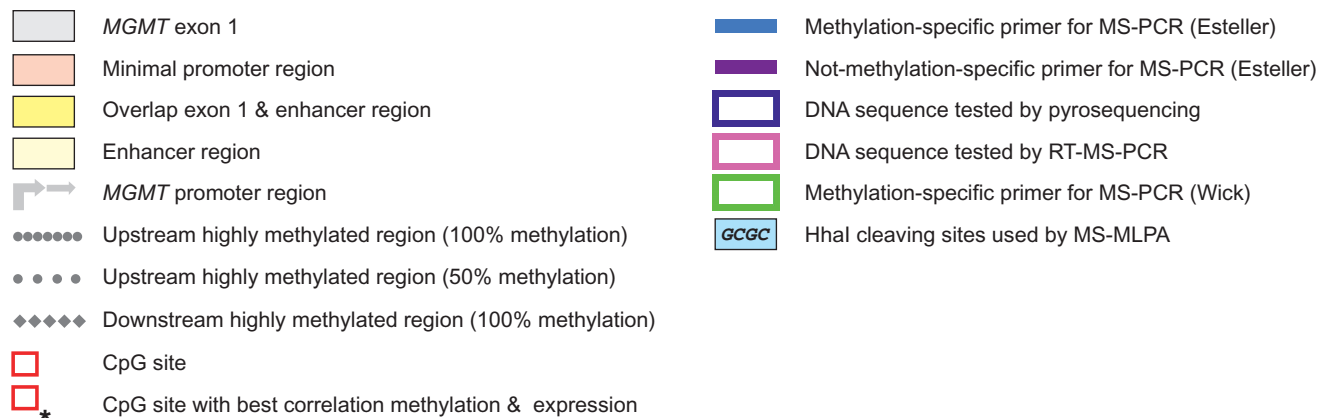 MGMT exon 1
Minimal promoter region
Overlap exon 1 & enhancer region
Enhancer region
MGMT promoter region
Upstream highly methylated region (100% methylation)
Upstream highly methylated region (50% methylation)
Downstream highly methylated region (100% methylation)
CpG site
* CpG site with best correlation methylation & expression
Methylation-specific primer for MS-PCR (Esteller)
Not-methylation-specific primer for MS-PCR (Esteller)
DNA sequence tested by pyrosequencing
DNA sequence tested by RT-MS-PCR
Methylation-specific primer for MS-PCR (Wick)
GCGC HhaI cleaving sites used by MS-MLPA